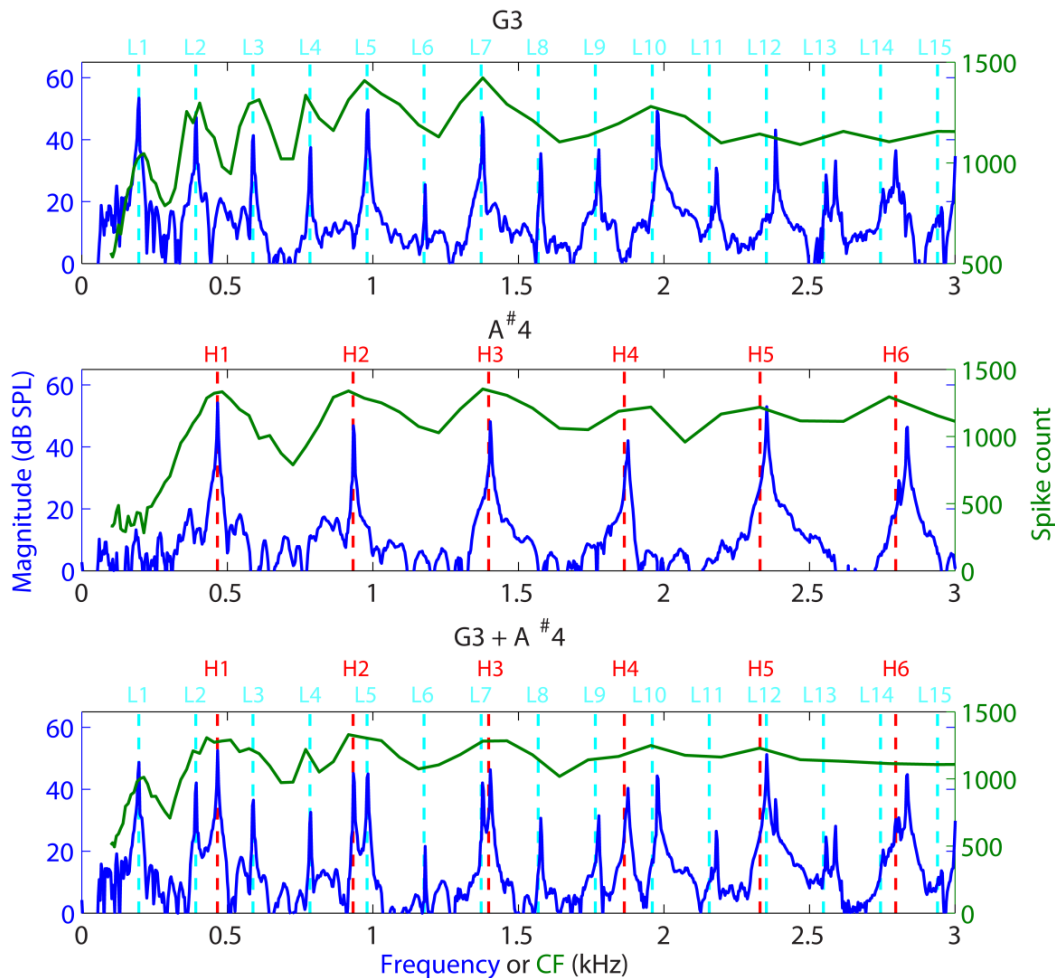 G3
L1 L2 L3 L4 L5 L6 L7 L8 L9 L10 L11 L12 L13 L14 L15
60 1500
40
1000
20
0 500
0 0.5 1 1.5 2 2.5 3
A#4
H1 H2 H3 H4 H5 H6
60 1500
40 1000
20 500
0 0
0 0.5 1 1.5 2 2.5 3
Magnitude (dB SPL)
Spike count
G3 + A #4
H1 H2 H3 H4 H5 H6
L1 L2 L3 L4 L5 L6 L7 L8 L9 L10 L11 L12 L13 L14 L15
60 1500
40 1000
20 500
0 0
0 0.5 1 1.5 2 2.5 3
Frequency or CF (kHz)